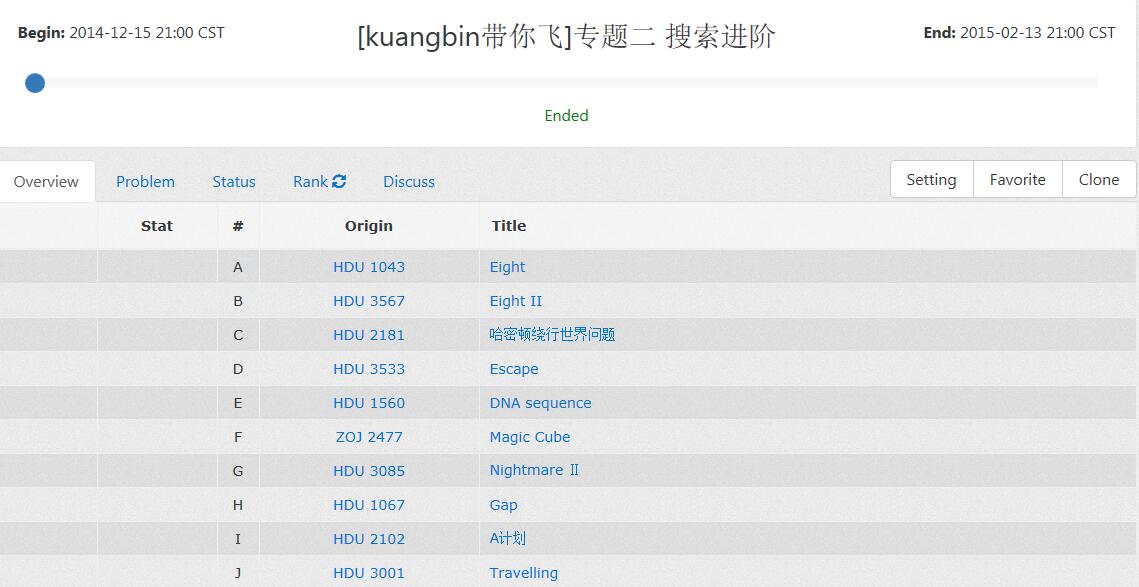 Begin: 2014-12-15 21:00 CST [kuangbin带你飞]专题二 搜索进阶 End: 2015-02-13 21:00 CST
Ended
Overview Problem Status Rank Discuss Setting Favorite Clone
Stat # Origin Title
A HDU 1043 Eight
B HDU 3567 Eight II
C HDU 2181 哈密顿绕行世界问题
D HDU 3533 Escape
E HDU 1560 DNA sequence
F ZOJ 2477 Magic Cube
G HDU 3085 Nightmare Ⅱ
H HDU 1067 Gap
I HDU 2102 A计划
J HDU 3001 Travelling